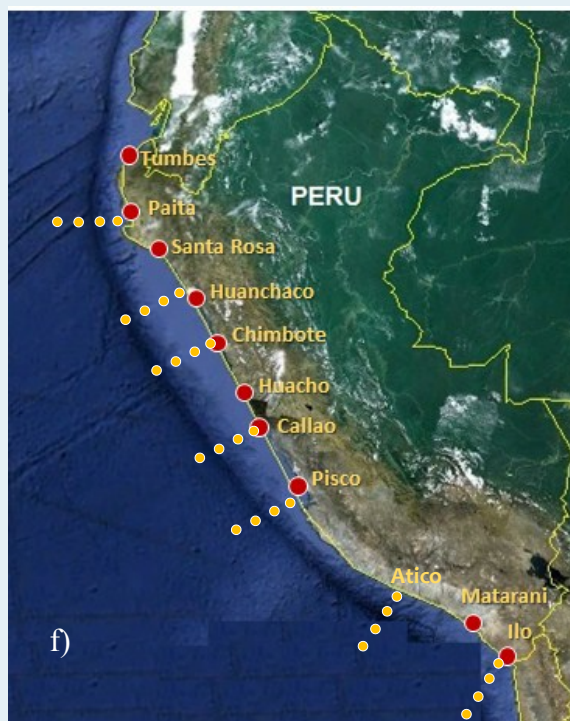 Tumbes
PERU
Paita
Santa Rosa
Huanchaco
Chimbote
Huacho
Callao
Pisco
Atico
Matarani
Ilo
f)